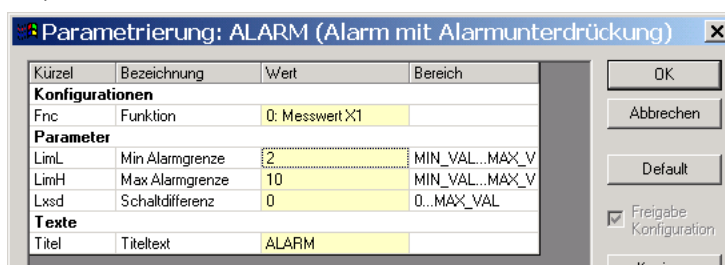 Parametrierung: ALARM (Alarm mit Alarmunterdrückung)
Kürzel Bezeichnung Wert Bereich
Konfigurationen
Fnc Funktion 0: Messwert X1
Parameter
LimL Min Alarmgrenze 2 MIN_VAL...MAX_V
LimH Max Alarmgrenze 10 MIN_VAL...MAX_V
Lxsd Schaltdifferenz 0 0...MAX_VAL
Texte
Titel Titeltext ALARM
OK
Abbrechen
Default
Freigabe
Konfiguration